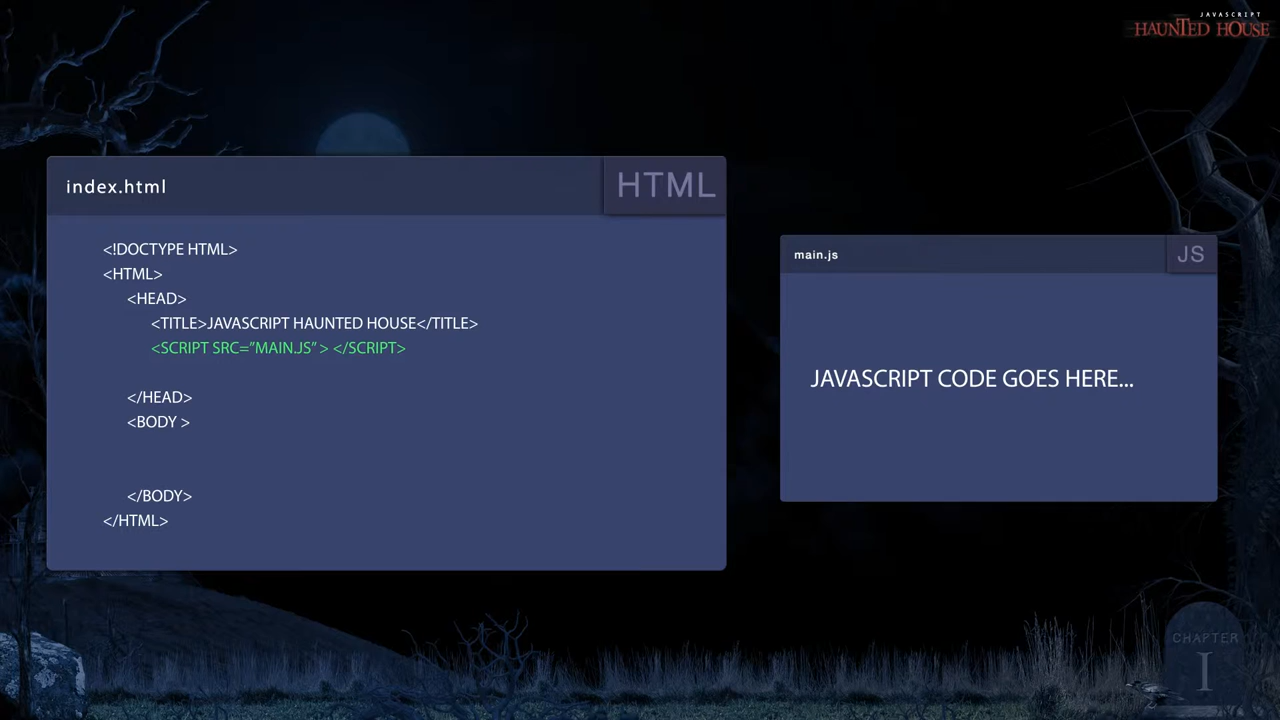 JAVASCRIPT
HAUNTED HOUSE
index.html
HTML
<!DOCTYPE HTML>
<HTML>
<HEAD>
<TITLE>JAVASCRIPT HAUNTED HOUSE</TITLE>
<SCRIPT SRC=”MAIN.JS” > </SCRIPT>
</HEAD>
<BODY >
</BODY>
</HTML>
main.js
JS
JAVASCRIPT CODE GOES HERE...
CHAPTER
I